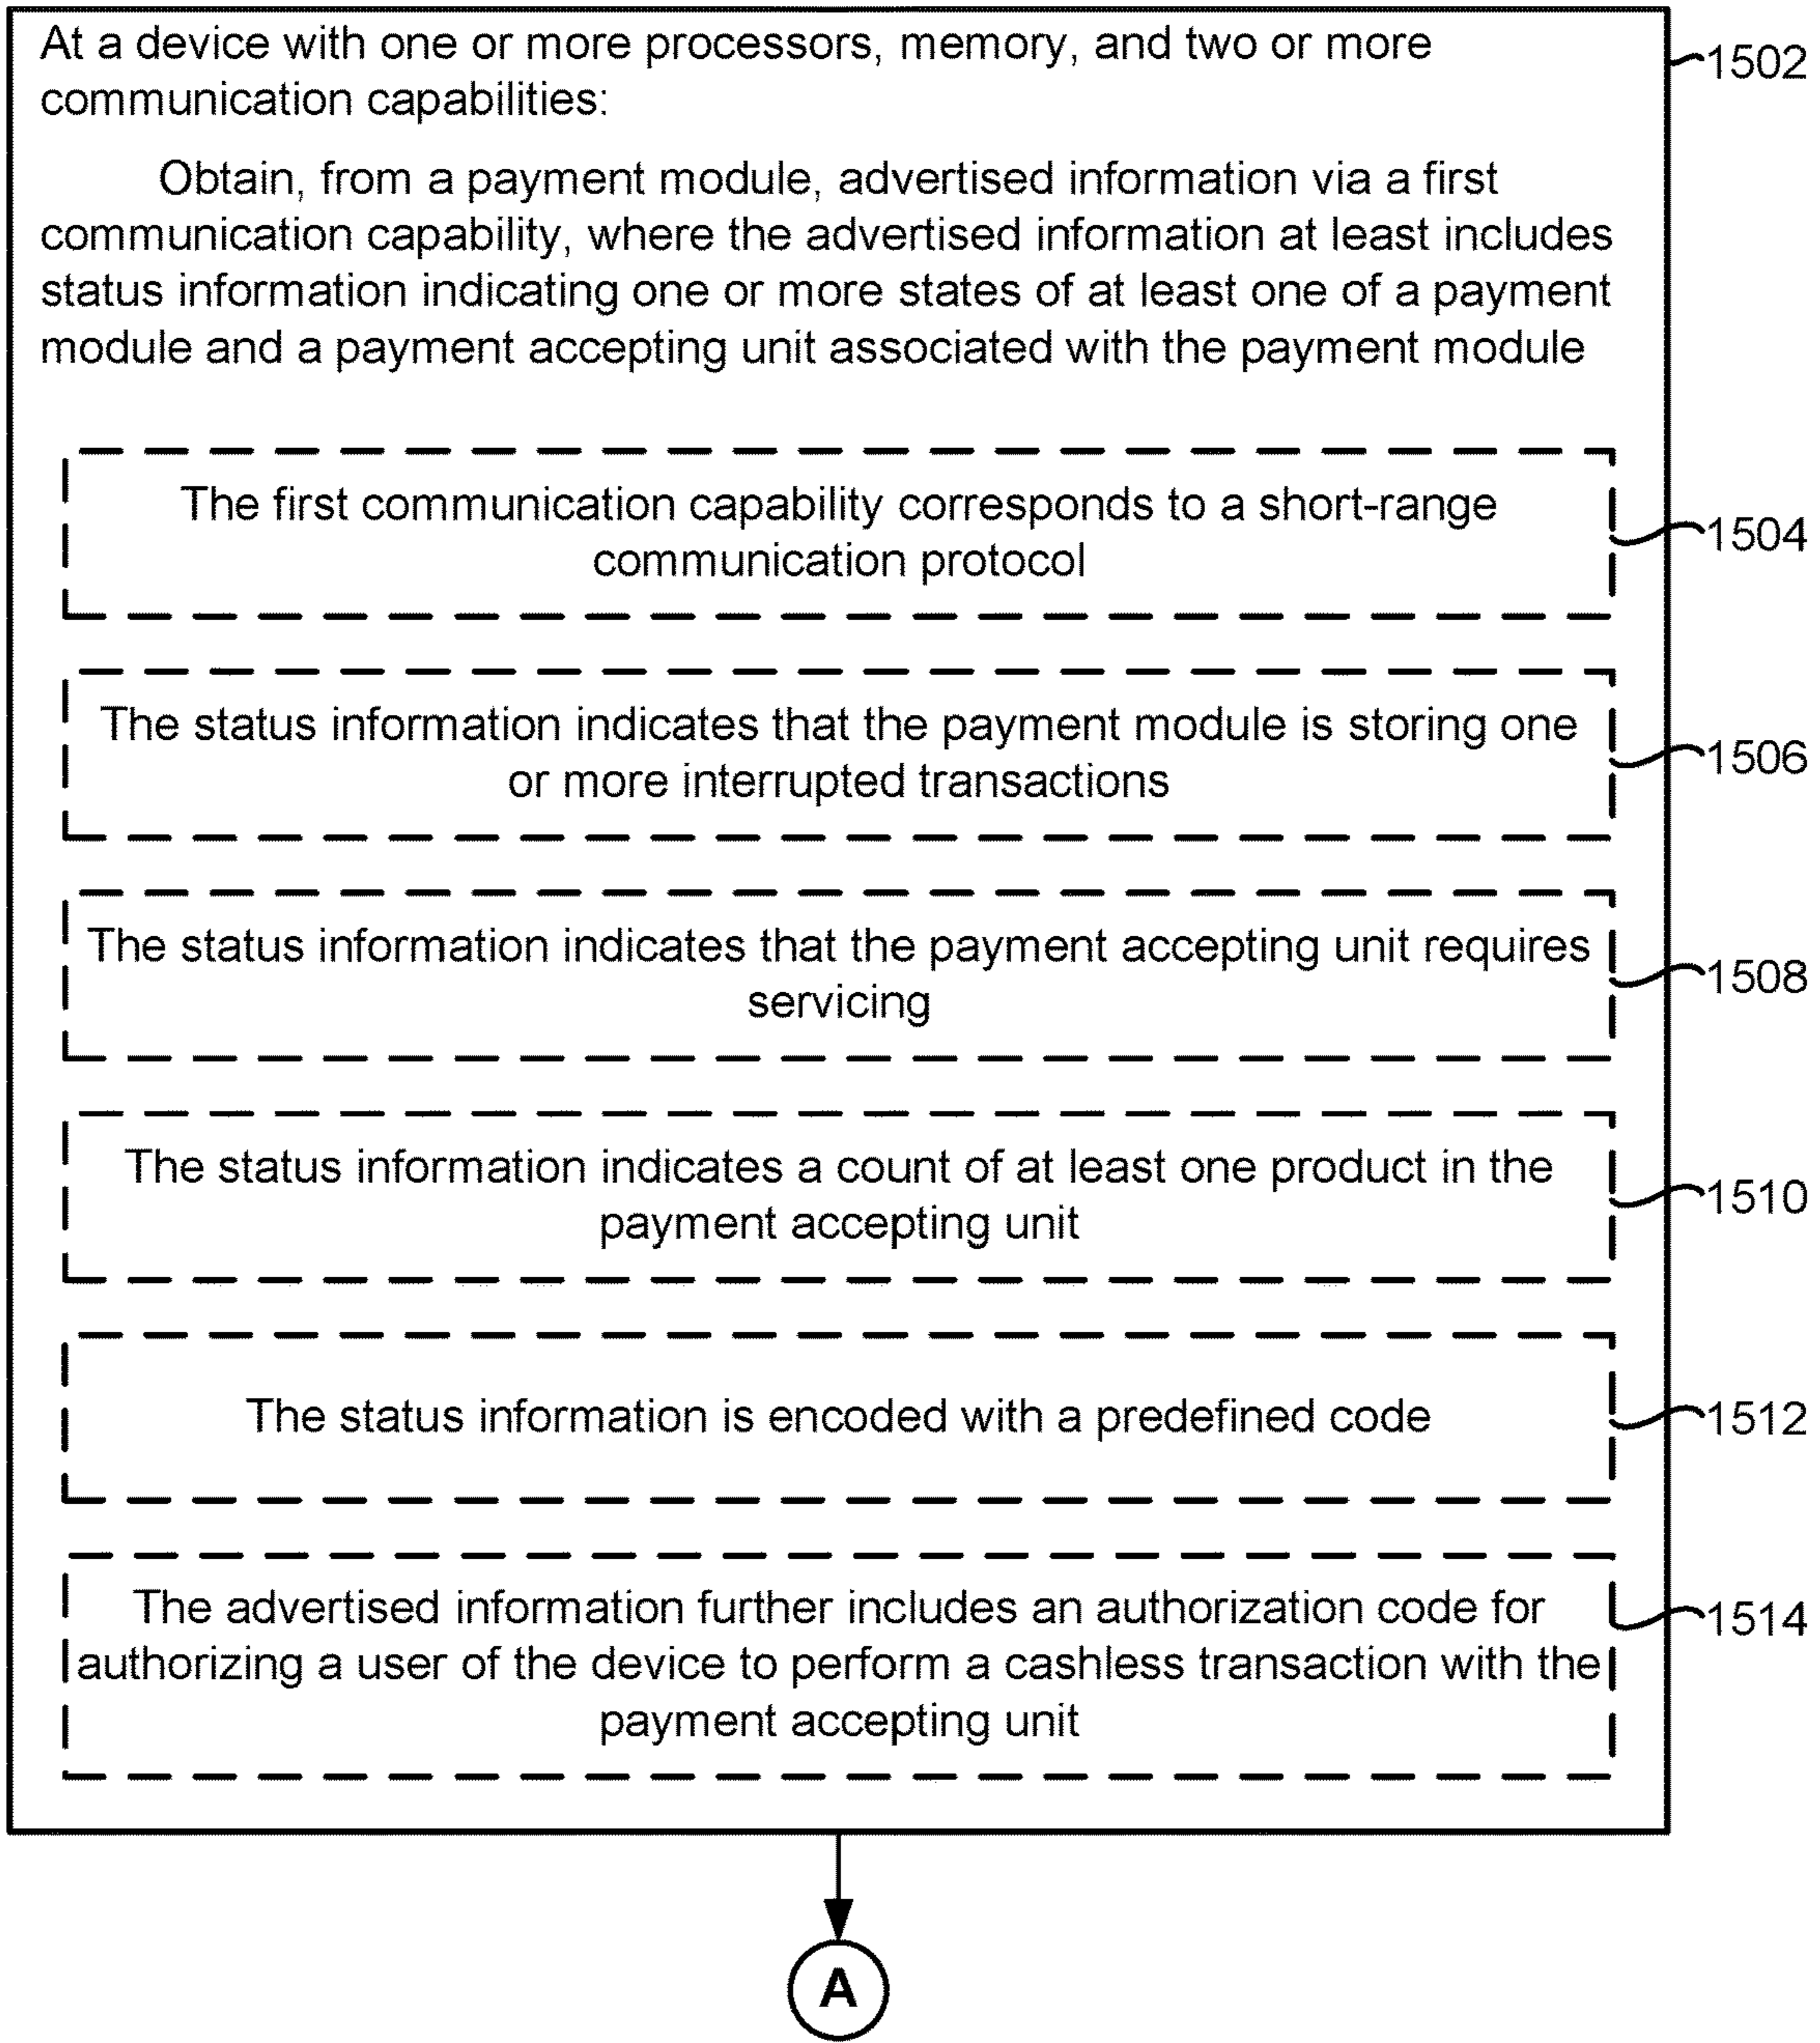 At a device with one or more processors, memory, and two or more
communication capabilities:
1502
Obtain, from a payment module, advertised information via a first
communication capability, where the advertised information at least includes
status information indicating one or more states of at least one of a payment
module and a payment accepting unit associated with the payment module
The first communication capability corresponds to a short-range
communication protocol
1504
The status information indicates that the payment module is storing one
or more interrupted transactions
1506
The status information indicates that the payment accepting unit requires
servicing
1508
The status information indicates a count of at least one product in the
payment accepting unit
1510
The status information is encoded with a predefined code
1512
The advertised information further includes an authorization code for
authorizing a user of the device to perform a cashless transaction with the
payment accepting unit
1514
A